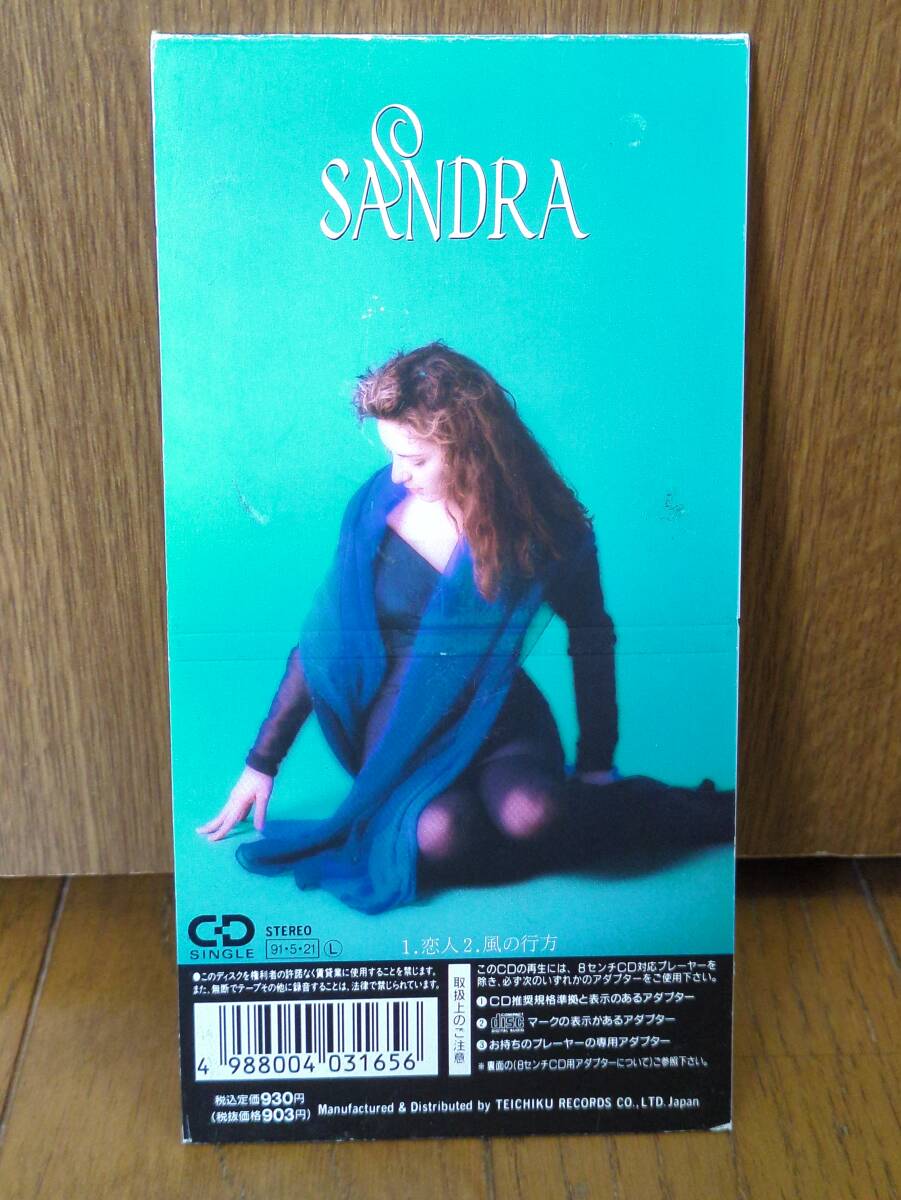 SANDRA
1.恋人2.風の行方
CD
SINGLE
STEREO
91・5・21 Ⓛ
●このディスクを権利者の許諾なく賃貸業に使用することを禁じます。
また、無断でテープその他に録音することは、法律で禁じられています。
4 988004 031656
税込定価930円
(税抜価格903円)
取扱上のご注意
このCDの再生には、8センチCD対応プレーヤーを
除き、必ず次のいずれかのアダプターをご使用下さい。
①CD推奨規格準拠と表示のあるアダプター
② COMPACT disc DIGITAL AUDIO マークの表示があるアダプター
③お持ちのプレーヤーの専用アダプター
＊裏面の(8センチCD用アダプターについて)ご参照下さい。
Manufactured & Distributed by TEICHIKU RECORDS CO., LTD. Japan